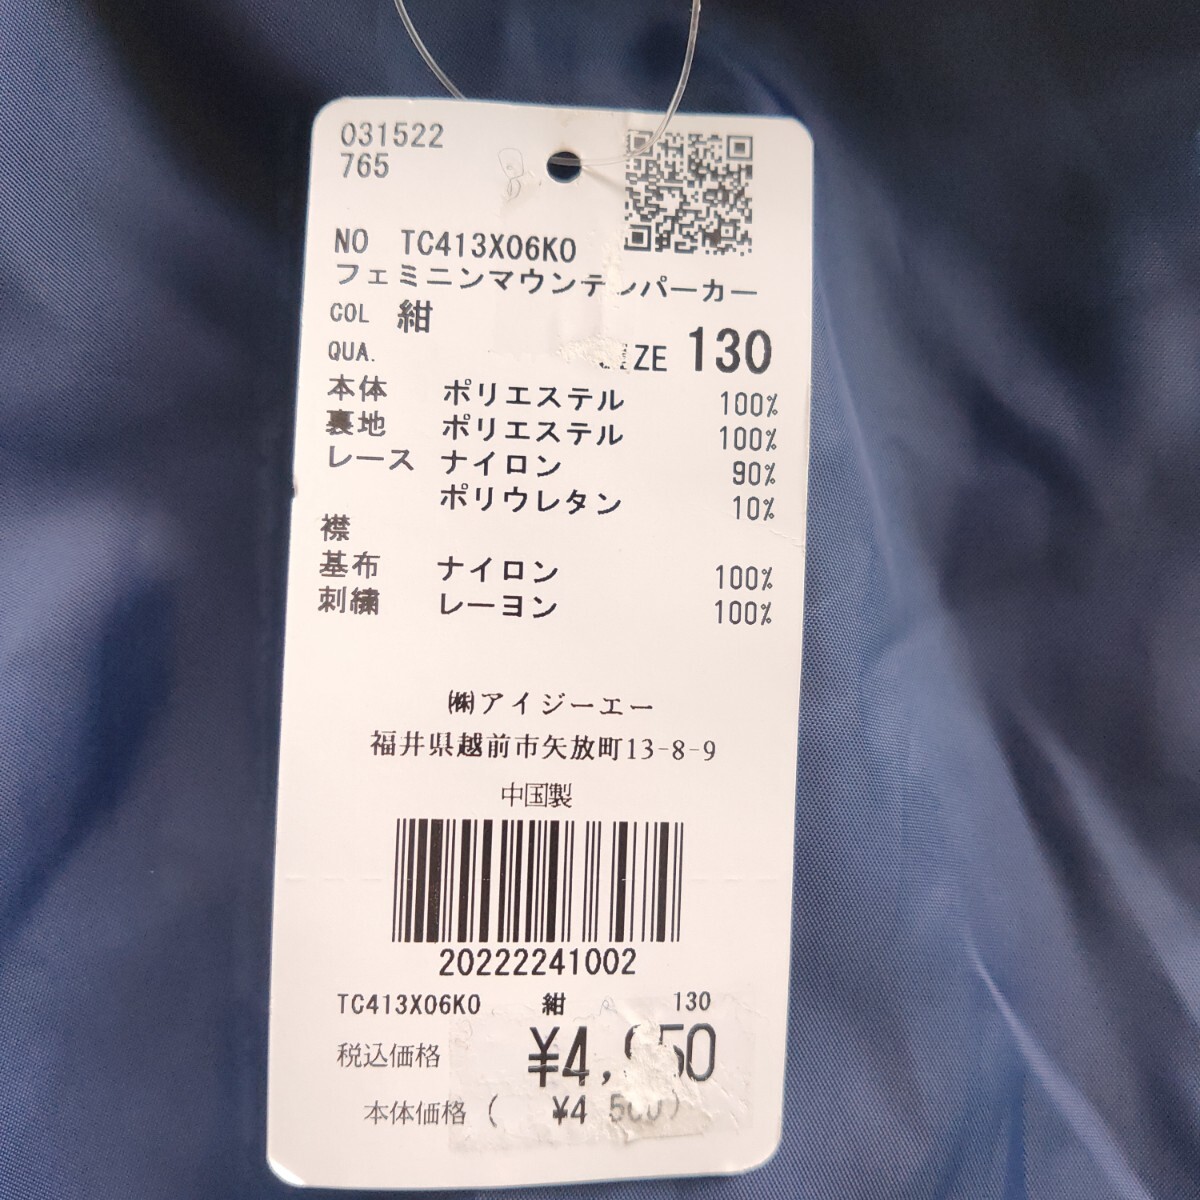 031522
765
NO TC413X06K0
フェミニンマウンテンパーカー
COL 紺
QUA. ZE 130
本体 ポリエステル 100%
裏地 ポリエステル 100%
レース ナイロン 90%
ポリウレタン 10%
襟
基布 ナイロン 100%
刺繍 レーヨン 100%
㈱アイジーエー
福井県越前市矢放町13-8-9
中国製
20222241002
TC413X06K0 紺 130
税込価格
本体価格